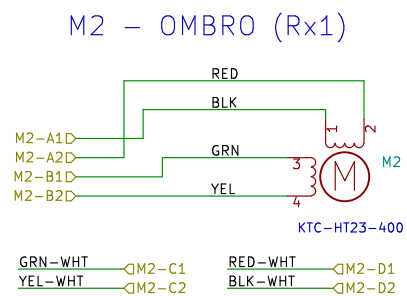 M2 - OMBRO (Rx1)
RED
BLK
M2-A1
M2-A2
M2-B1
M2-B2
GRN
YEL
1
2
3
4
M
M2
KTC-HT23-400
GRN-WHT
M2-C1
YEL-WHT
M2-C2
RED-WHT
M2-D1
BLK-WHT
M2-D2